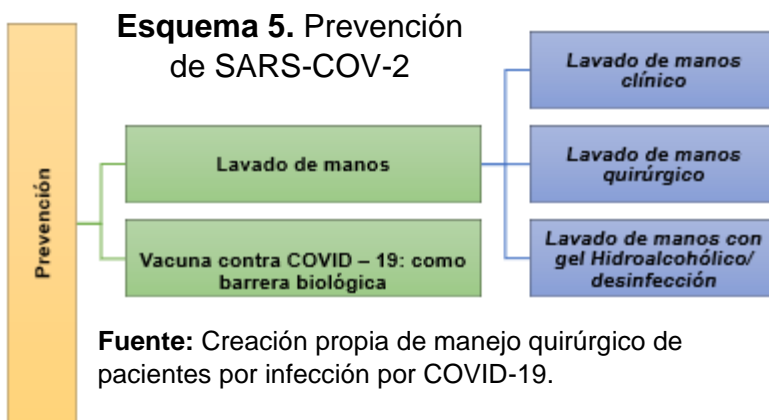 Esquema 5. Prevención
de SARS-COV-2
Prevención
Lavado de manos
Vacuna contra COVID – 19: como
barrera biológica
Lavado de manos
clínico
Lavado de manos
quirúrgico
Lavado de manos con
gel Hidroalcohólico/
desinfección
Fuente: Creación propia de manejo quirúrgico de
pacientes por infección por COVID-19.